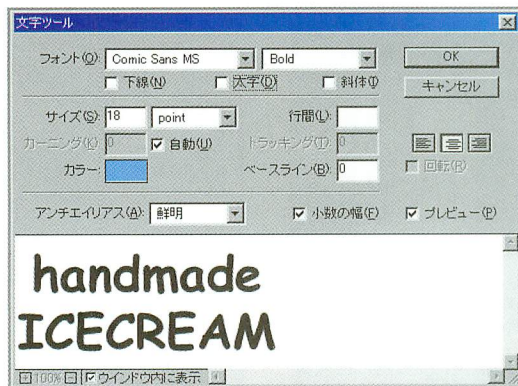 文字ツール
フォント(O): Comic Sans MS Bold OK
下線(N) 太字(D) 斜体(I) キャンセル
サイズ(S): 18 point 行間(L):
カーニング(K) 0 自動(U) トラッキング(T): 0
カラー: ベースライン(B): 0 回転(R)
アンチエイリアス(A): 鮮明 小数の幅(F) プレビュー(P)
handmade
ICECREAM
100% ウインドウ内に表示